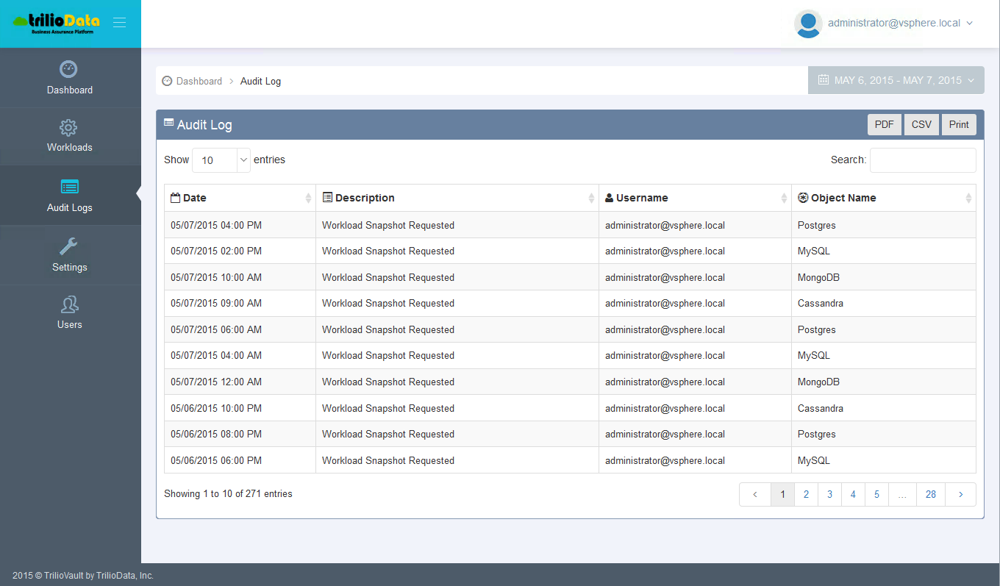 trilioData
Business Assurance Platform
administrator@vsphere.local
Dashboard
Workloads
Audit Logs
Settings
Users
Dashboard > Audit Log
MAY 6, 2015 - MAY 7, 2015
Audit Log
PDF CSV Print
Show 10 entries
Search:
Date Description Username Object Name
05/07/2015 04:00 PM Workload Snapshot Requested administrator@vsphere.local Postgres
05/07/2015 02:00 PM Workload Snapshot Requested administrator@vsphere.local MySQL
05/07/2015 10:00 AM Workload Snapshot Requested administrator@vsphere.local MongoDB
05/07/2015 09:00 AM Workload Snapshot Requested administrator@vsphere.local Cassandra
05/07/2015 06:00 AM Workload Snapshot Requested administrator@vsphere.local Postgres
05/07/2015 04:00 AM Workload Snapshot Requested administrator@vsphere.local MySQL
05/07/2015 12:00 AM Workload Snapshot Requested administrator@vsphere.local MongoDB
05/06/2015 10:00 PM Workload Snapshot Requested administrator@vsphere.local Cassandra
05/06/2015 08:00 PM Workload Snapshot Requested administrator@vsphere.local Postgres
05/06/2015 06:00 PM Workload Snapshot Requested administrator@vsphere.local MySQL
Showing 1 to 10 of 271 entries
< 1 2 3 4 5 ... 28 >
2015 © TrilioVault by TrilioData, Inc.